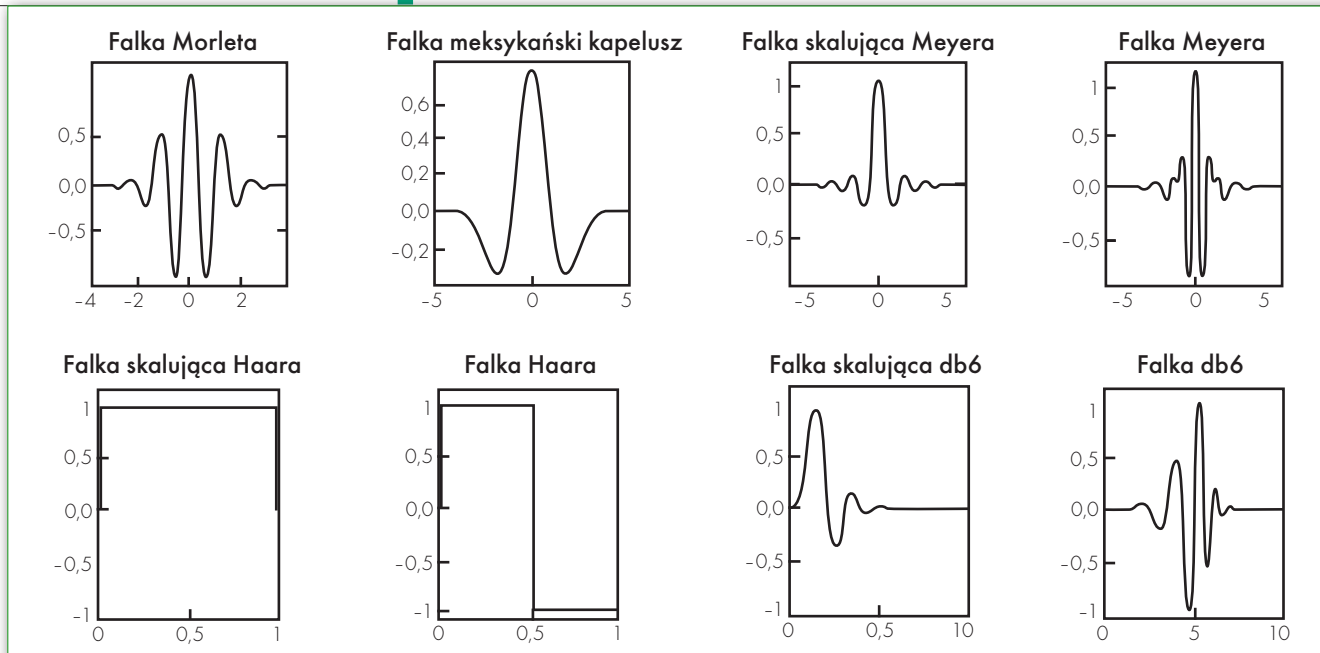 Falka Morleta
0,5
0,0
-0,5
-4 -2 0 2
Falka meksykański kapelusz
0,6
0,4
0,2
0,0
-0,2
-5 0 5
Falka skalująca Meyera
1
0,5
0,0
-0,5
-5 0 5
Falka Meyera
1
0,5
0,0
-0,5
-5 0 5
Falka skalująca Haara
1
0,5
0,0
-0,5
-1
0 0,5 1
Falka Haara
1
0,5
0,0
-0,5
-1
0 0,5 1
Falka skalująca db6
1
0,5
0,0
-0,5
-1
0 0,5 10
Falka db6
1
0,5
0,0
-0,5
-1
0 5 10